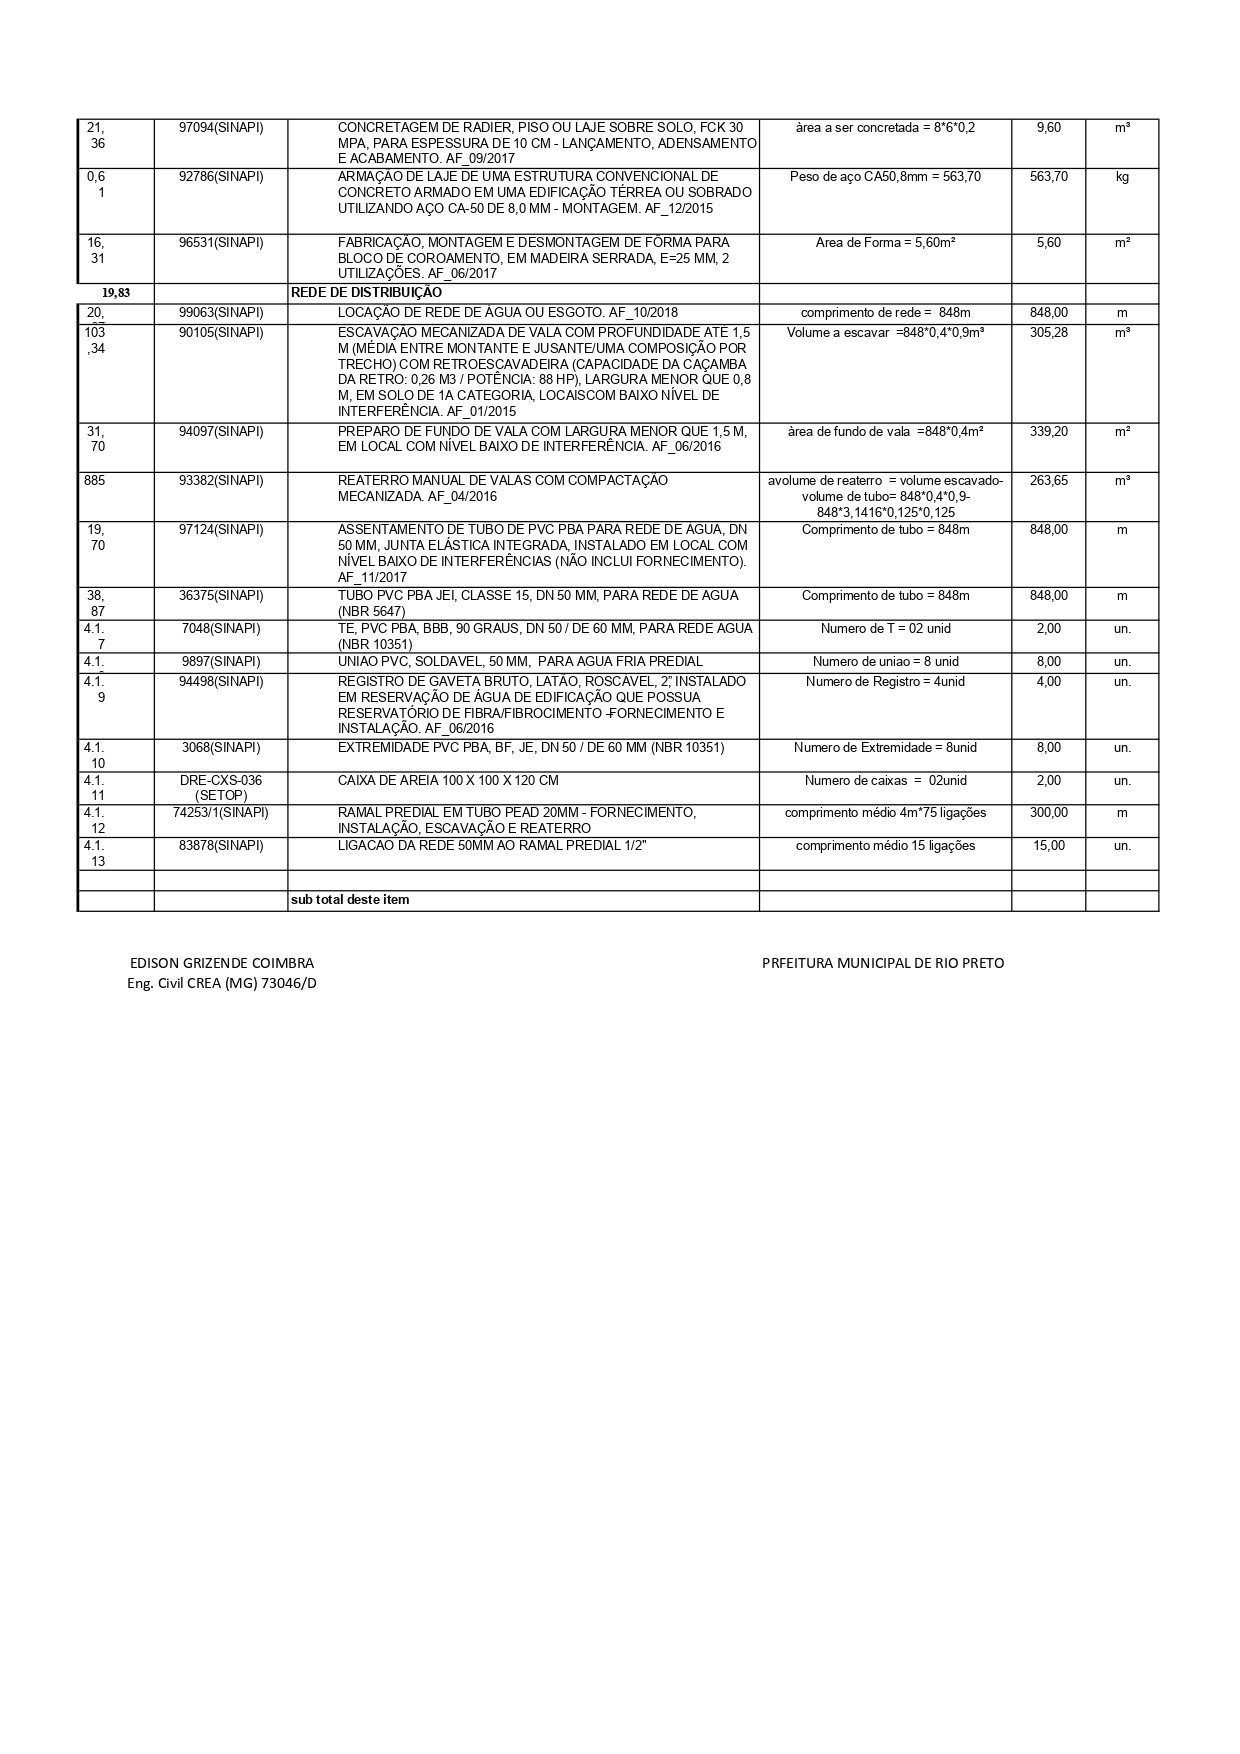 21,
36
97094(SINAPI)
CONCRETAGEM DE RADIER, PISO OU LAJE SOBRE SOLO, FCK 30
MPA, PARA ESPESSURA DE 10 CM - LANÇAMENTO, ADENSAMENTO
E ACABAMENTO. AF_09/2017
àrea a ser concretada = 8*6*0,2
9,60
m³
0,6
1
92786(SINAPI)
ARMAÇÃO DE LAJE DE UMA ESTRUTURA CONVENCIONAL DE
CONCRETO ARMADO EM UMA EDIFICAÇÃO TÉRREA OU SOBRADO
UTILIZANDO AÇO CA-50 DE 8,0 MM - MONTAGEM. AF_12/2015
Peso de aço CA50,8mm = 563,70
563,70
kg
16,
31
96531(SINAPI)
FABRICAÇÃO, MONTAGEM E DESMONTAGEM DE FÔRMA PARA
BLOCO DE COROAMENTO, EM MADEIRA SERRADA, E=25 MM, 2
UTILIZAÇÕES. AF_06/2017
Area de Forma = 5,60m²
5,60
m²
19,83
REDE DE DISTRIBUIÇÃO
20,
99063(SINAPI)
LOCAÇÃO DE REDE DE ÁGUA OU ESGOTO. AF_10/2018
comprimento de rede = 848m
848,00
m
103
,34
90105(SINAPI)
ESCAVAÇÃO MECANIZADA DE VALA COM PROFUNDIDADE ATÉ 1,5
M (MÉDIA ENTRE MONTANTE E JUSANTE/UMA COMPOSIÇÃO POR
TRECHO) COM RETROESCAVADEIRA (CAPACIDADE DA CAÇAMBA
DA RETRO: 0,26 M3 / POTÊNCIA: 88 HP), LARGURA MENOR QUE 0,8
M, EM SOLO DE 1A CATEGORIA, LOCAISCOM BAIXO NÍVEL DE
INTERFERÊNCIA. AF_01/2015
Volume a escavar =848*0,4*0,9m³
305,28
m³
31,
70
94097(SINAPI)
PREPARO DE FUNDO DE VALA COM LARGURA MENOR QUE 1,5 M,
EM LOCAL COM NÍVEL BAIXO DE INTERFERÊNCIA. AF_06/2016
àrea de fundo de vala =848*0,4m²
339,20
m²
885
93382(SINAPI)
REATERRO MANUAL DE VALAS COM COMPACTAÇÃO
MECANIZADA. AF_04/2016
avolume de reaterro = volume escavado-
volume de tubo= 848*0,4*0,9-
848*3,1416*0,125*0,125
263,65
m³
19,
70
97124(SINAPI)
ASSENTAMENTO DE TUBO DE PVC PBA PARA REDE DE ÁGUA, DN
50 MM, JUNTA ELÁSTICA INTEGRADA, INSTALADO EM LOCAL COM
NÍVEL BAIXO DE INTERFERÊNCIAS (NÃO INCLUI FORNECIMENTO).
AF_11/2017
Comprimento de tubo = 848m
848,00
m
38,
87
36375(SINAPI)
TUBO PVC PBA JEI, CLASSE 15, DN 50 MM, PARA REDE DE AGUA
(NBR 5647)
Comprimento de tubo = 848m
848,00
m
4.1.
7
7048(SINAPI)
TE, PVC PBA, BBB, 90 GRAUS, DN 50 / DE 60 MM, PARA REDE AGUA
(NBR 10351)
Numero de T = 02 unid
2,00
un.
4.1.
9897(SINAPI)
UNIAO PVC, SOLDAVEL, 50 MM, PARA AGUA FRIA PREDIAL
Numero de uniao = 8 unid
8,00
un.
4.1.
9
94498(SINAPI)
REGISTRO DE GAVETA BRUTO, LATÃO, ROSCÁVEL, 2", INSTALADO
EM RESERVAÇÃO DE ÁGUA DE EDIFICAÇÃO QUE POSSUA
RESERVATÓRIO DE FIBRA/FIBROCIMENTO –FORNECIMENTO E
INSTALAÇÃO. AF_06/2016
Numero de Registro = 4unid
4,00
un.
4.1.
10
3068(SINAPI)
EXTREMIDADE PVC PBA, BF, JE, DN 50 / DE 60 MM (NBR 10351)
Numero de Extremidade = 8unid
8,00
un.
4.1.
11
DRE-CXS-036
(SETOP)
CAIXA DE AREIA 100 X 100 X 120 CM
Numero de caixas = 02unid
2,00
un.
4.1.
12
74253/1(SINAPI)
RAMAL PREDIAL EM TUBO PEAD 20MM - FORNECIMENTO,
INSTALAÇÃO, ESCAVAÇÃO E REATERRO
comprimento médio 4m*75 ligações
300,00
m
4.1.
13
83878(SINAPI)
LIGACAO DA REDE 50MM AO RAMAL PREDIAL 1/2"
comprimento médio 15 ligações
15,00
un.
sub total deste item
EDISON GRIZENDE COIMBRA
Eng. Civil CREA (MG) 73046/D
PRFEITURA MUNICIPAL DE RIO PRETO